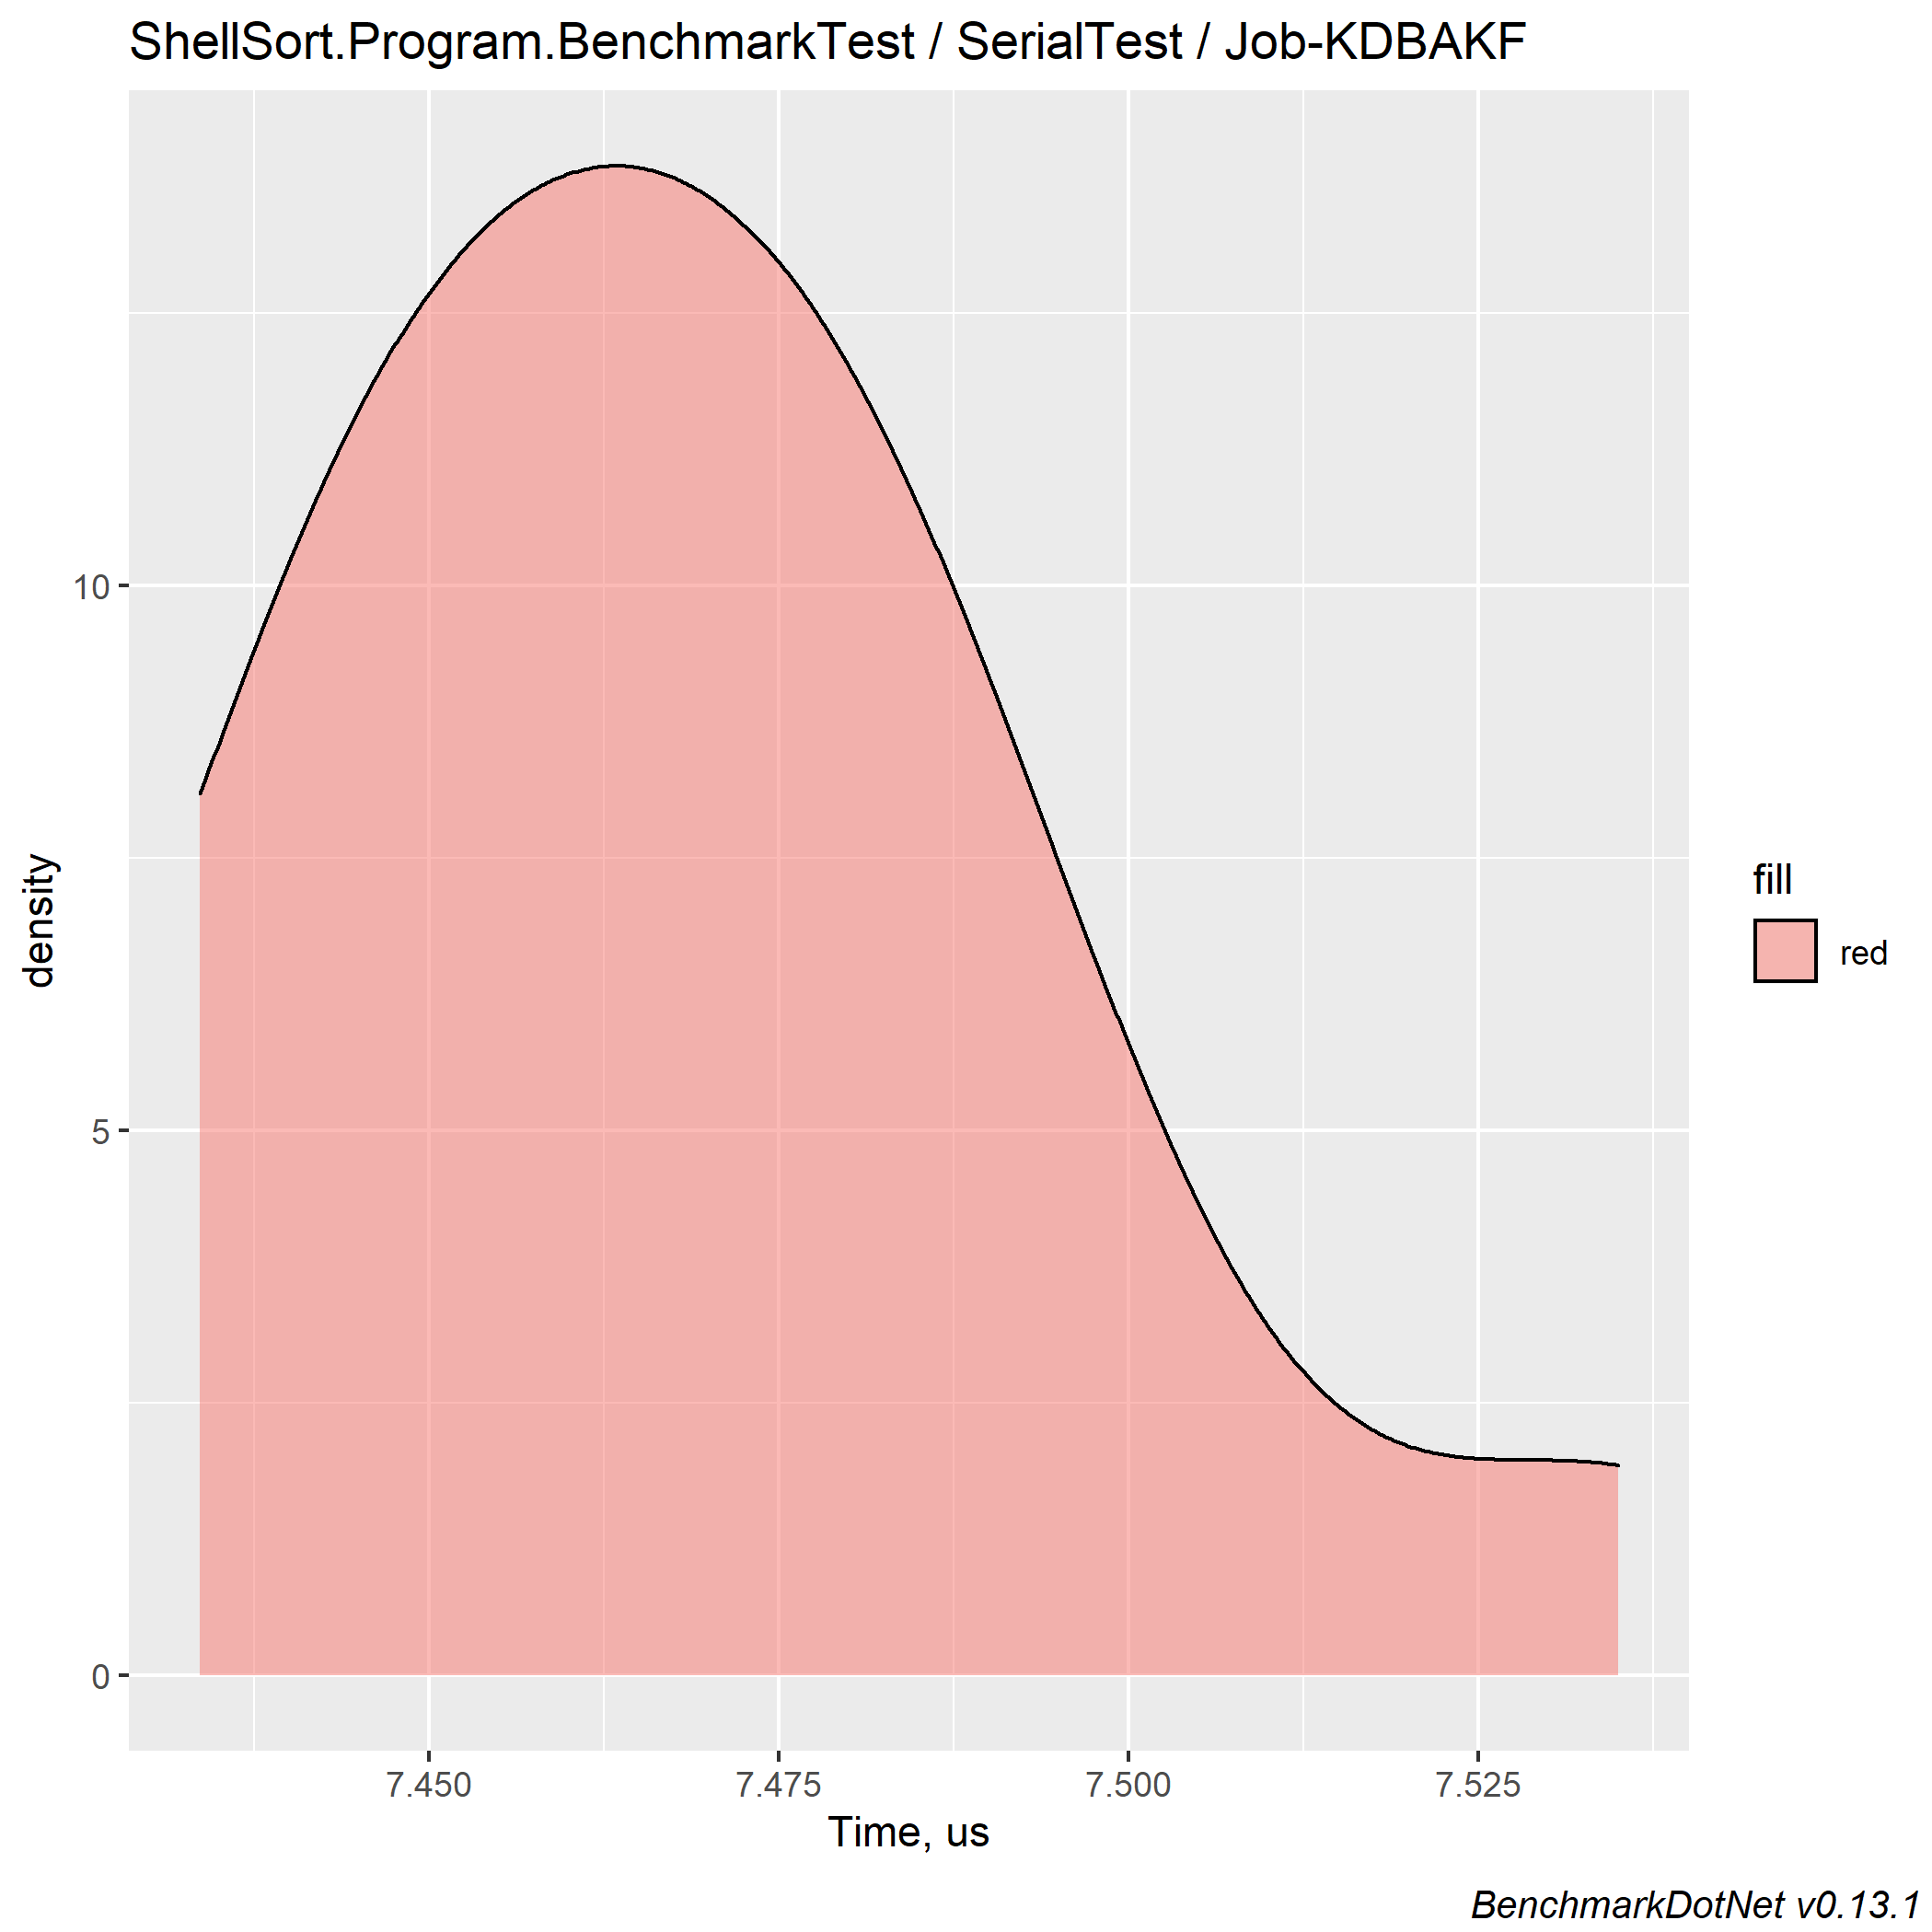 ShellSort.Program.BenchmarkTest / SerialTest / Job-KDBAKF
density
10
5
0
7.450 7.475 7.500 7.525
Time, us
fill
red
BenchmarkDotNet v0.13.1